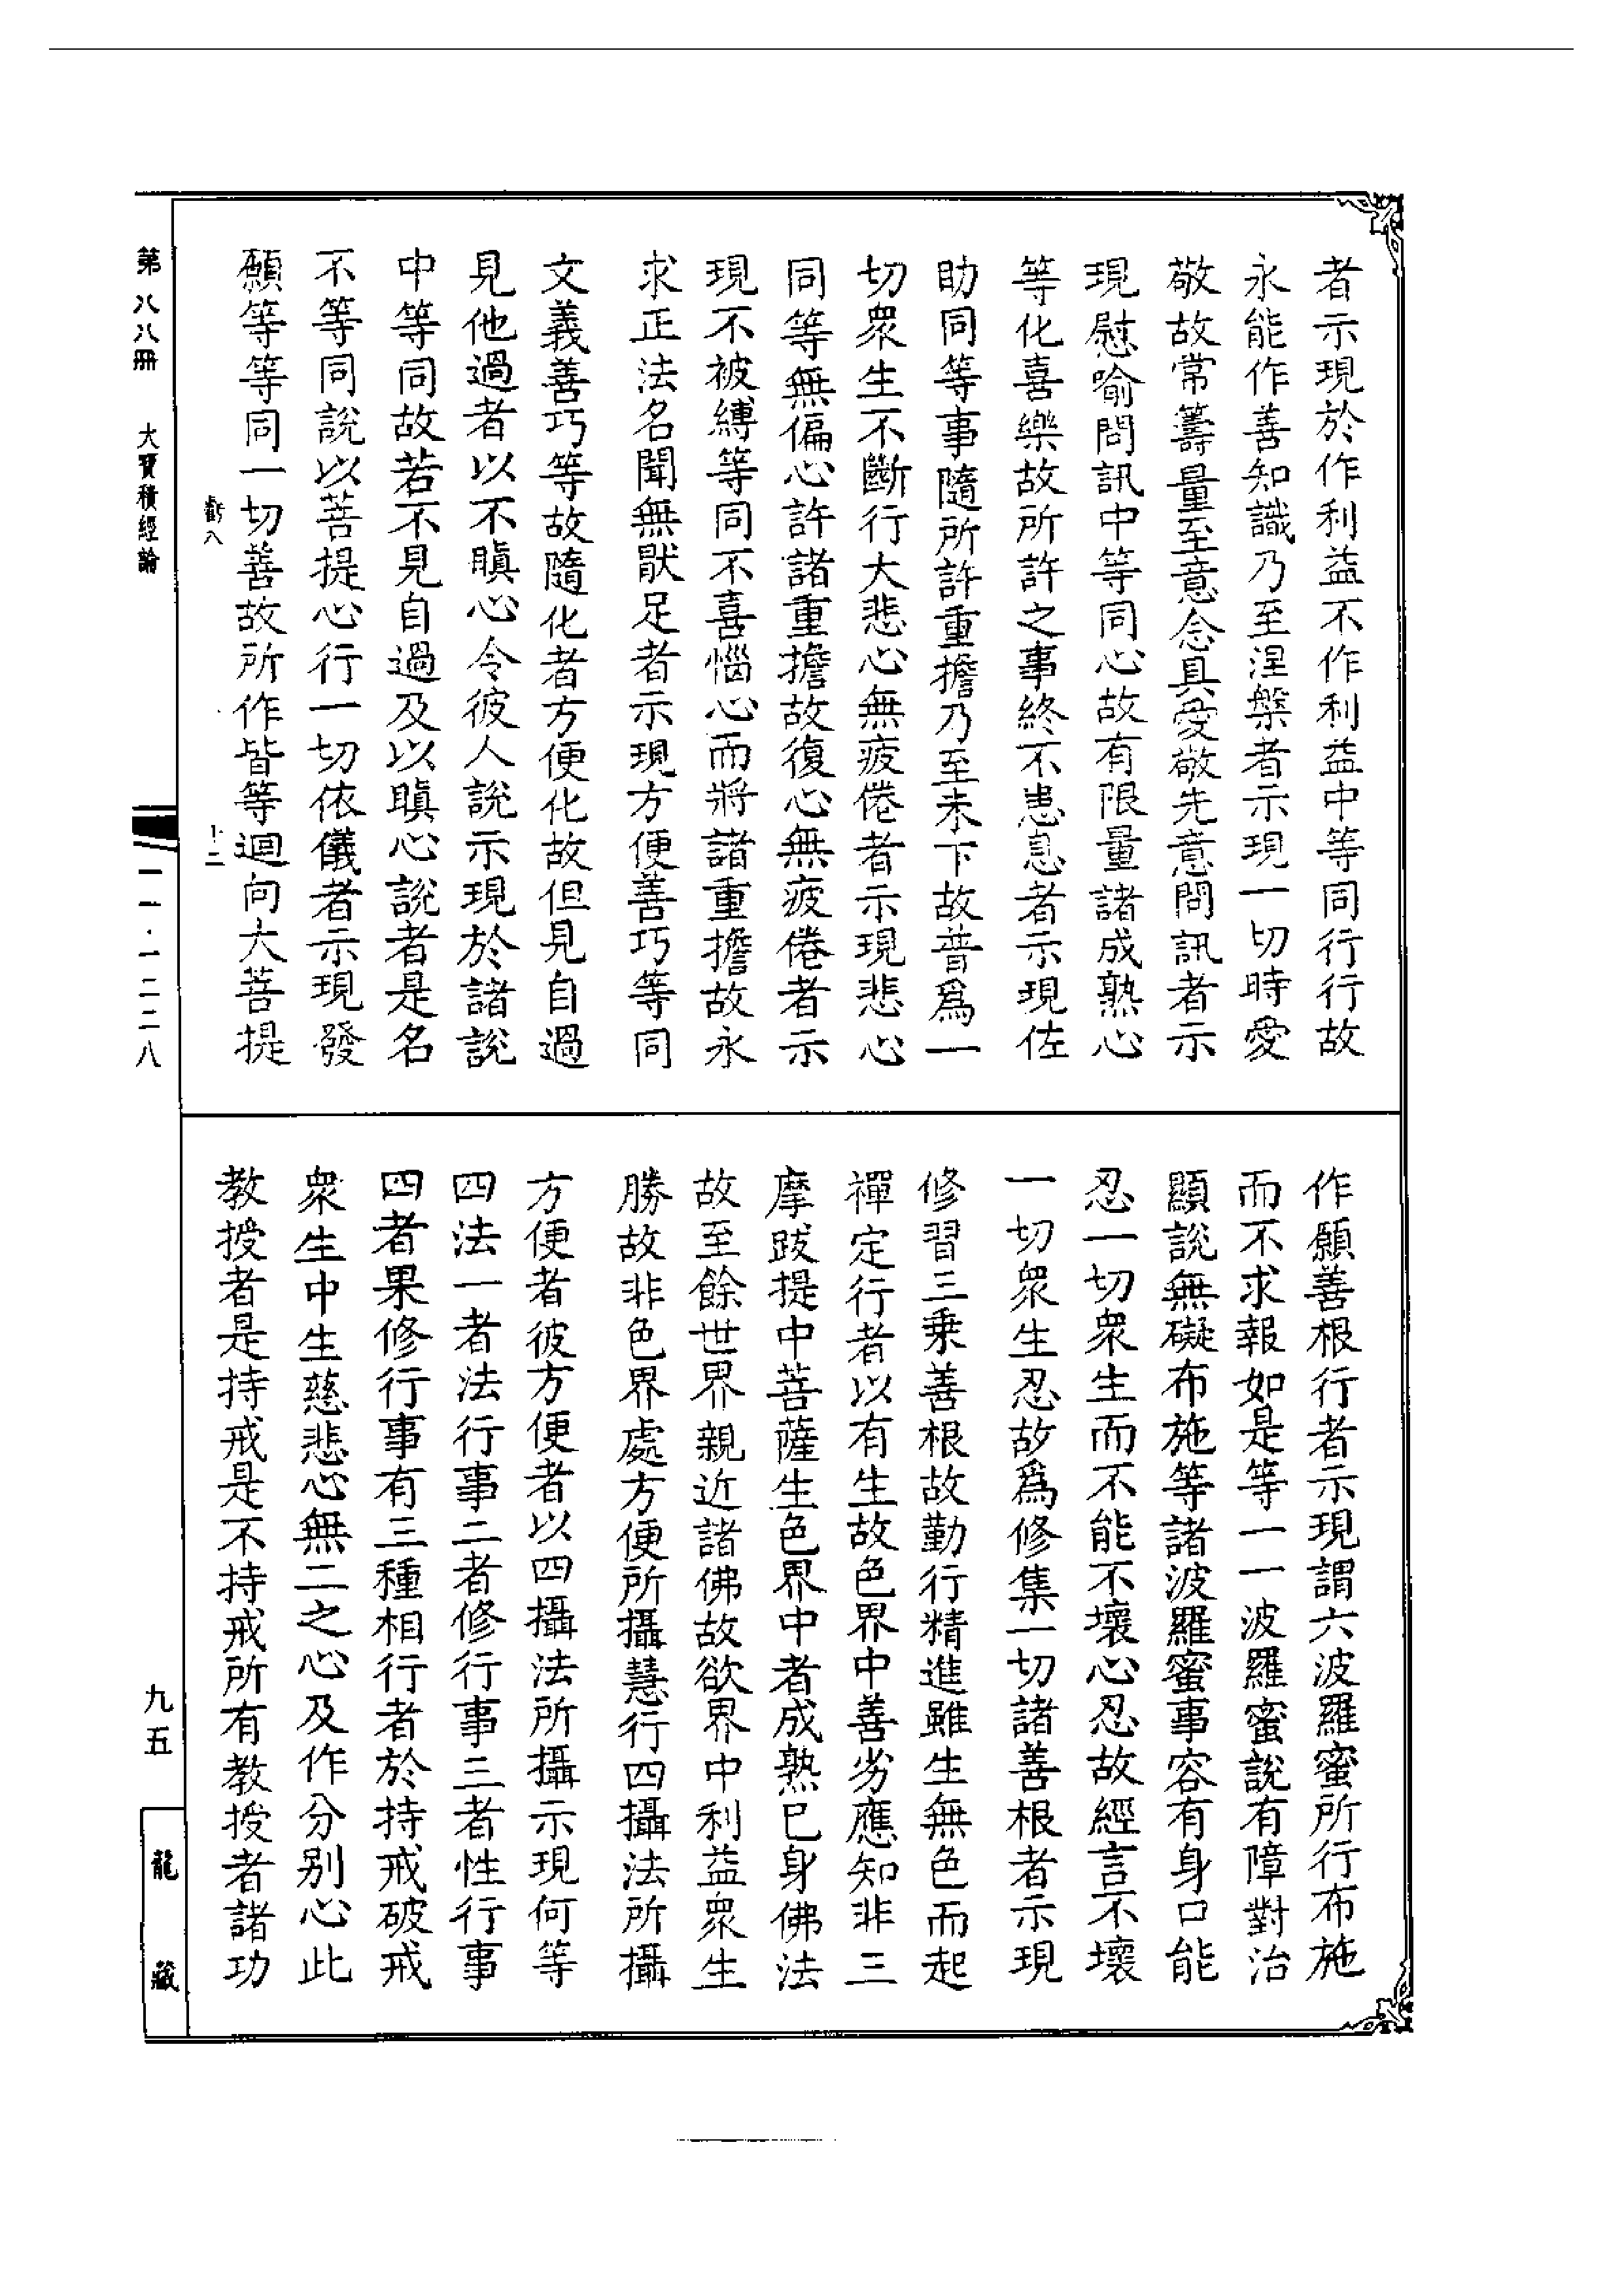 者示現於作利益不作利益中等同行行故
永能作善知識乃至涅槃者示現一切時愛
敬故常籌量至意念具愛敬先意問訊者示
現慰喻問訊中等同心故有限量諸成熟心
等化喜樂故所許之事終不怠息者示現佐
助同等事隨所許重擔乃至未下故普爲一
切衆生不斷行大悲心無疲倦者示現悲心
同等無偏心許諸重擔故復心無疲倦者示
現不被縛等同不喜惱心而將諸重擔故永
求正法名聞無猒足者示現方便善巧等同
文義善巧等故隨化者方便化故但見自過
見他過者以不瞋心令彼人說示現於諸說
中等同故若不見自過及以瞋心說者是名
不等同說以菩提心行一切依儀者示現發
願等等同一切善故所作皆等迴向大菩提
虧八 十二
第八八冊 大寶積經論 一一·一二二八
作願善根行者示現謂六波羅蜜所行布施
而不求報如是等一一波羅蜜說有障對治
顯說無礙布施等諸波羅蜜事容有身口能
忍一切衆生而不能不壞心忍故經言不壞
一切衆生忍故爲修集一切諸善根者示現
修習三乗善根故勤行精進雖生無色而起
禪定行者以有生故色界中善劣應知非三
摩跋提中菩薩生色界中者成熟巳身佛法
故至餘世界親近諸佛故欲界中利益衆生
勝故非色界處方便所攝慧行四攝法所攝
方便者彼方便者以四攝法所攝示現何等
四法一者法行事二者修行事三者性行事
四者果修行事有三種相行者於持戒破戒
衆生中生慈悲心無二之心及作分別心此
教授者是持戒是不持戒所有教授者諸功
九五 龍藏